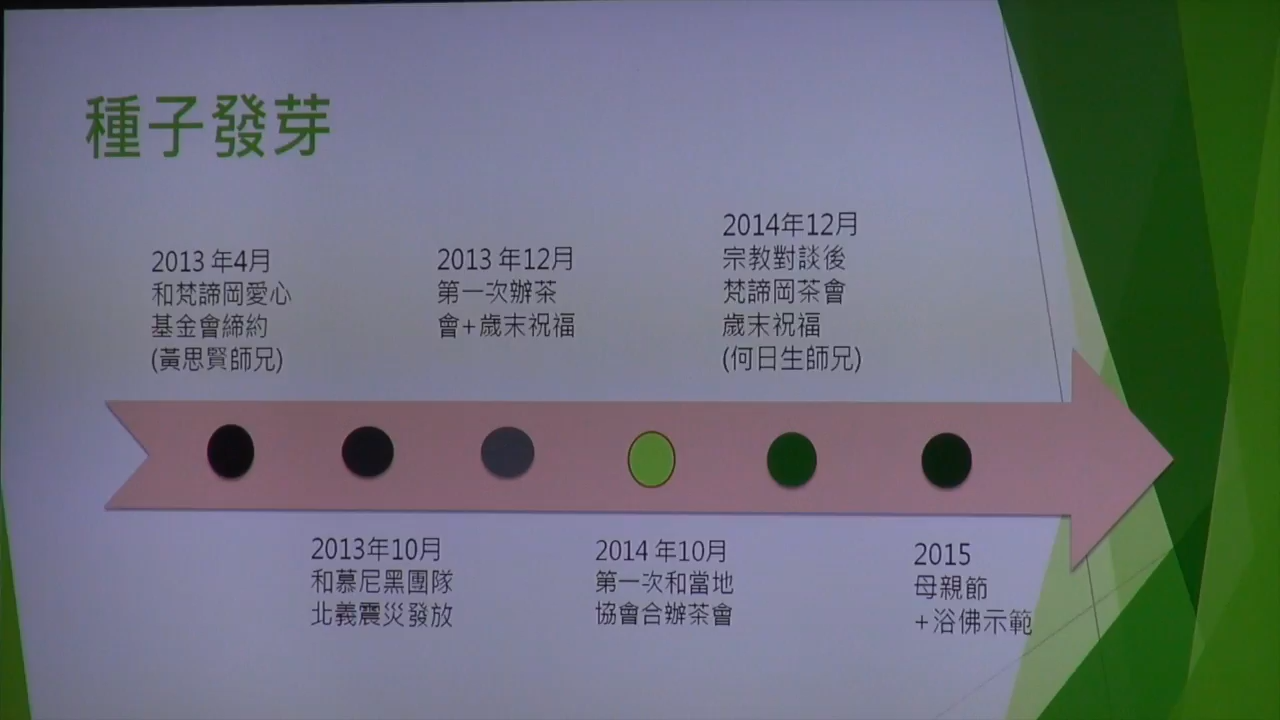 種子發芽
2013 年4月
和梵諦岡愛心
基金會締約
(黃思賢師兄)
2013年10月
和慕尼黑團隊
北義震災發放
2013 年12月
第一次辦茶
會+歲末祝福
2014 年10月
第一次和當地
協會合辦茶會
2014年12月
宗教對談後
梵諦岡茶會
歲末祝福
(何日生師兄)
2015
母親節
+浴佛示範